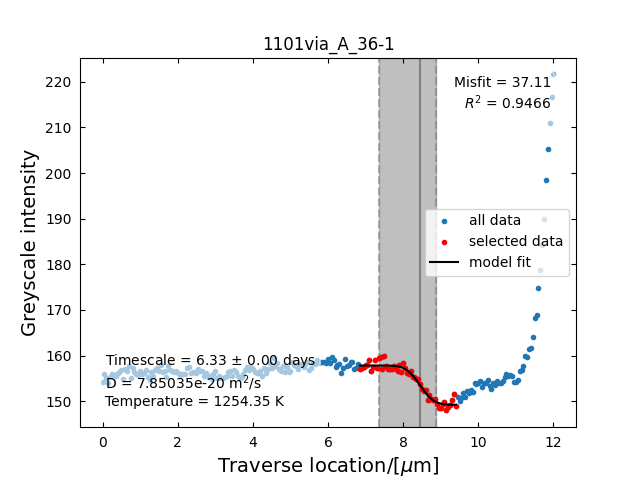 1101via_A_36-1
Misfit = 37.11
R² = 0.9466
all data
selected data
model fit
Timescale = 6.33 ± 0.00 days
D = 7.85035e-20 m²/s
Temperature = 1254.35 K
Greyscale intensity
220
210
200
190
180
170
160
150
0 2 4 6 8 10 12
Traverse location/[μm]